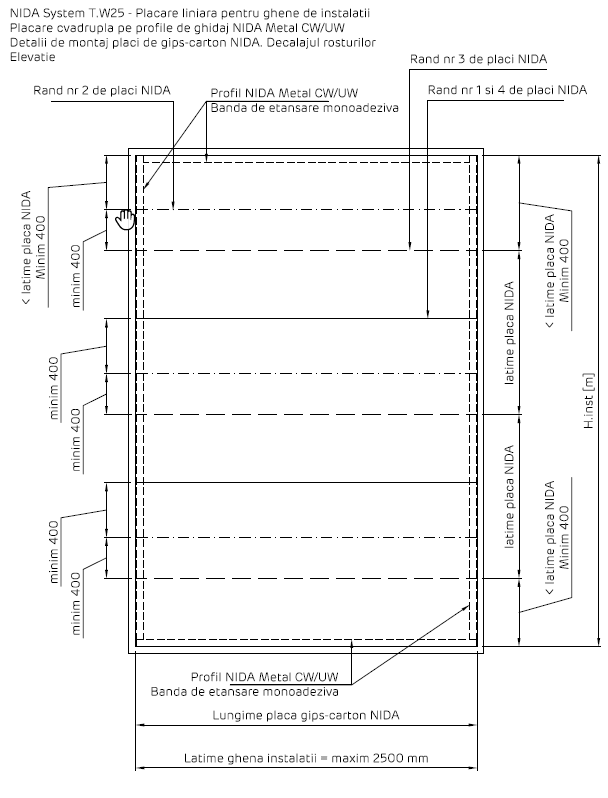 NIDA System T.W25 - Placare liniara pentru ghene de instalatii
Placare cvadrupla pe profile de ghidaj NIDA Metal CW/UW
Detalii de montaj placi de gips-carton NIDA. Decalajul rosturilor
Elevatie
Rand nr 3 de placi NIDA
Rand nr 2 de placi NIDA
Profil NIDA Metal CW/UW
Banda de etansare monoadeziva
Rand nr 1 si 4 de placi NIDA
< latime placa NIDA
Minim 400
minim 400
< latime placa NIDA
Minim 400
latime placa NIDA
minim 400
minim 400
H.inst [m]
latime placa NIDA
< latime placa NIDA
Minim 400
minim 400
minim 400
Profil NIDA Metal CW/UW
Banda de etansare monoadeziva
Lungime placa gips-carton NIDA
Latime ghena instalatii = maxim 2500 mm